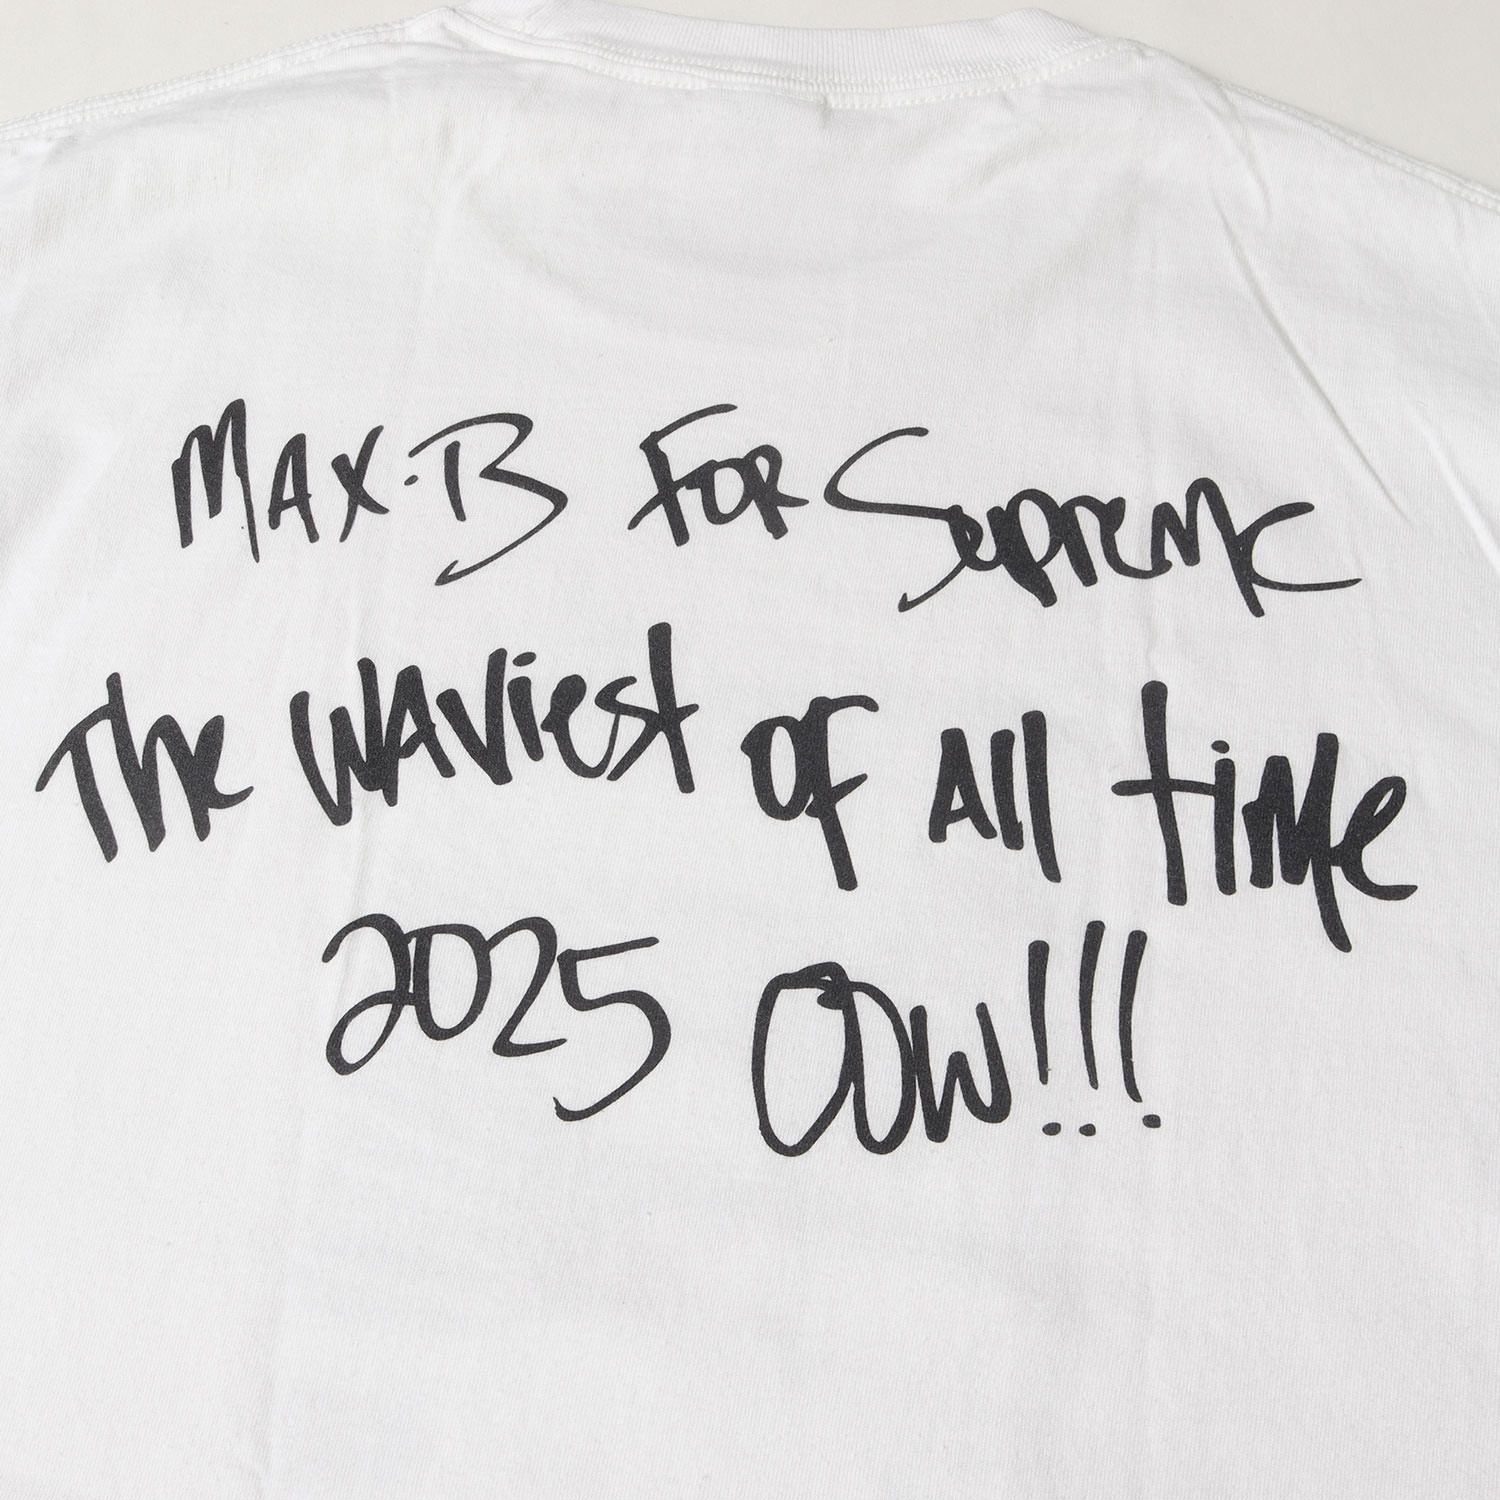 MAX.B FOR Supreme
The WAViest OF All time
2025 OOW!!!